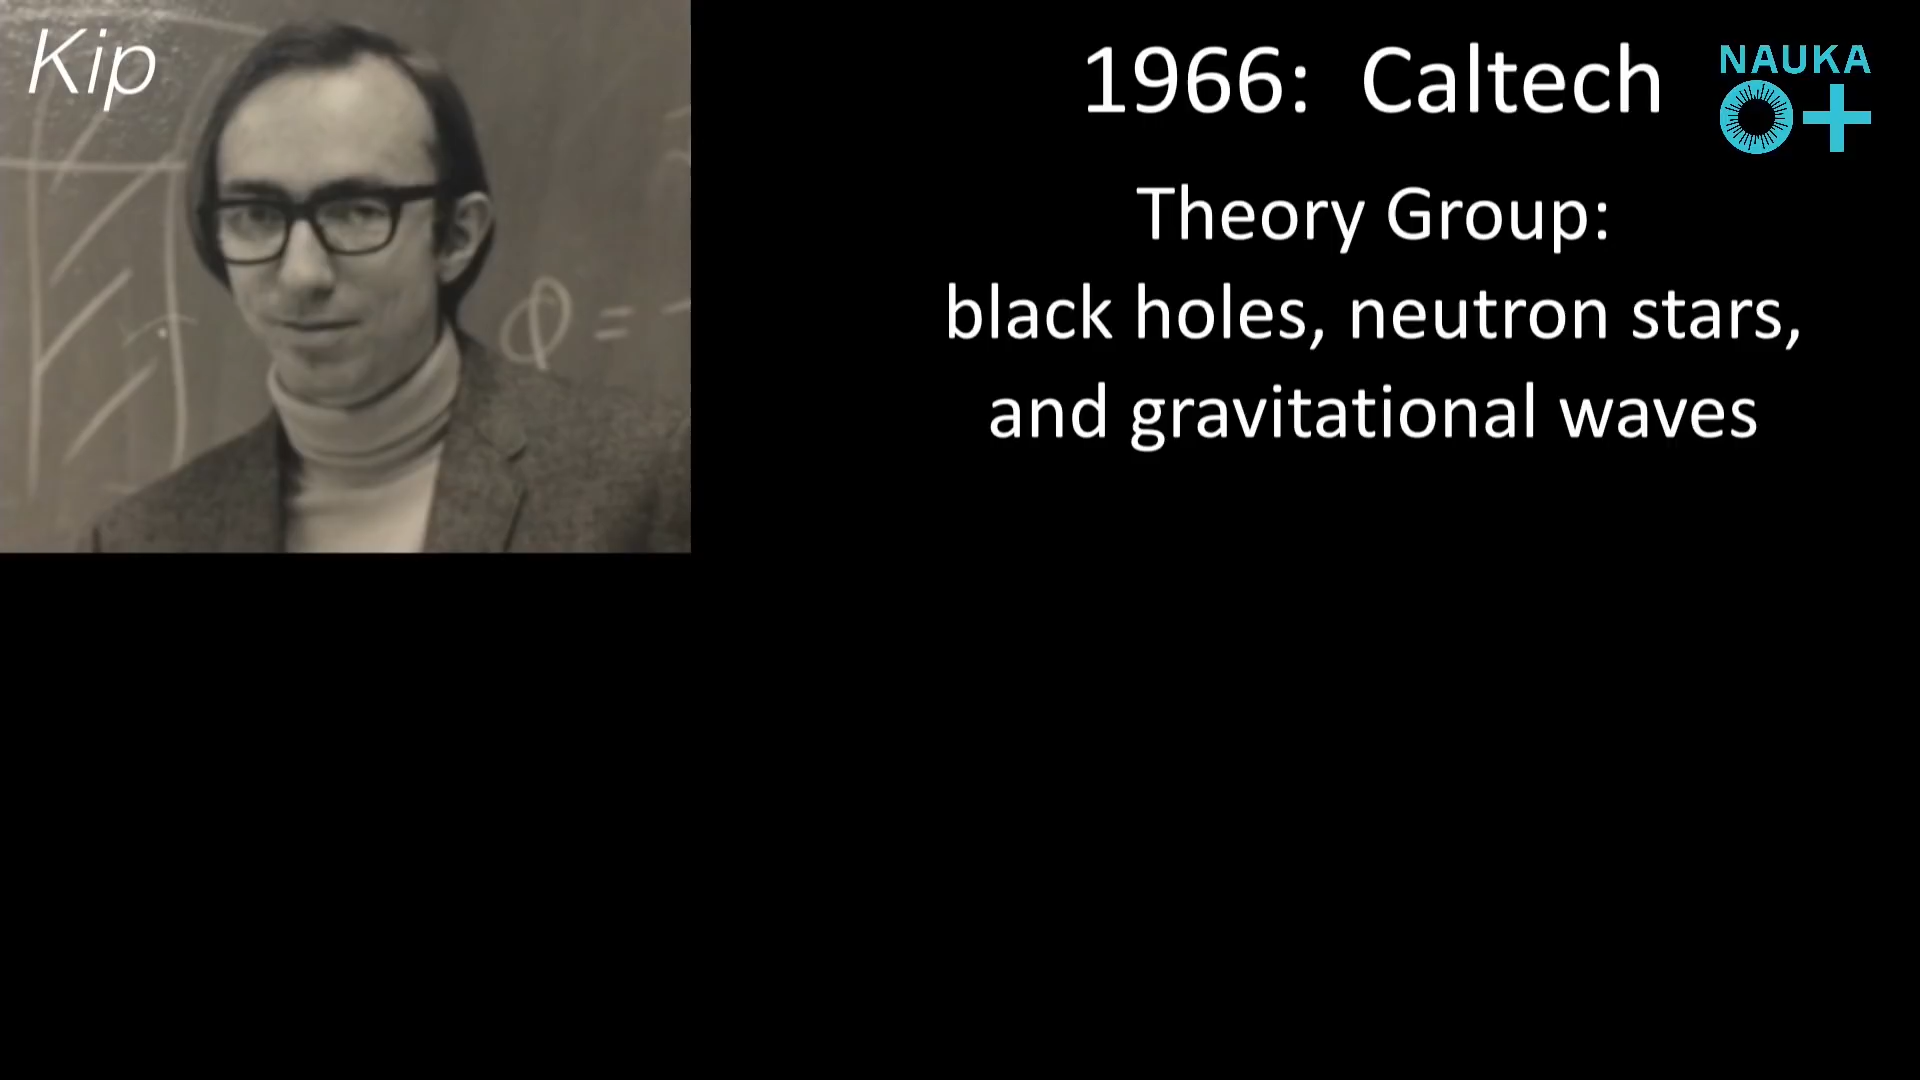 Kip
1966: Caltech
NAUKA
O+
Theory Group:
black holes, neutron stars,
and gravitational waves
φ = -